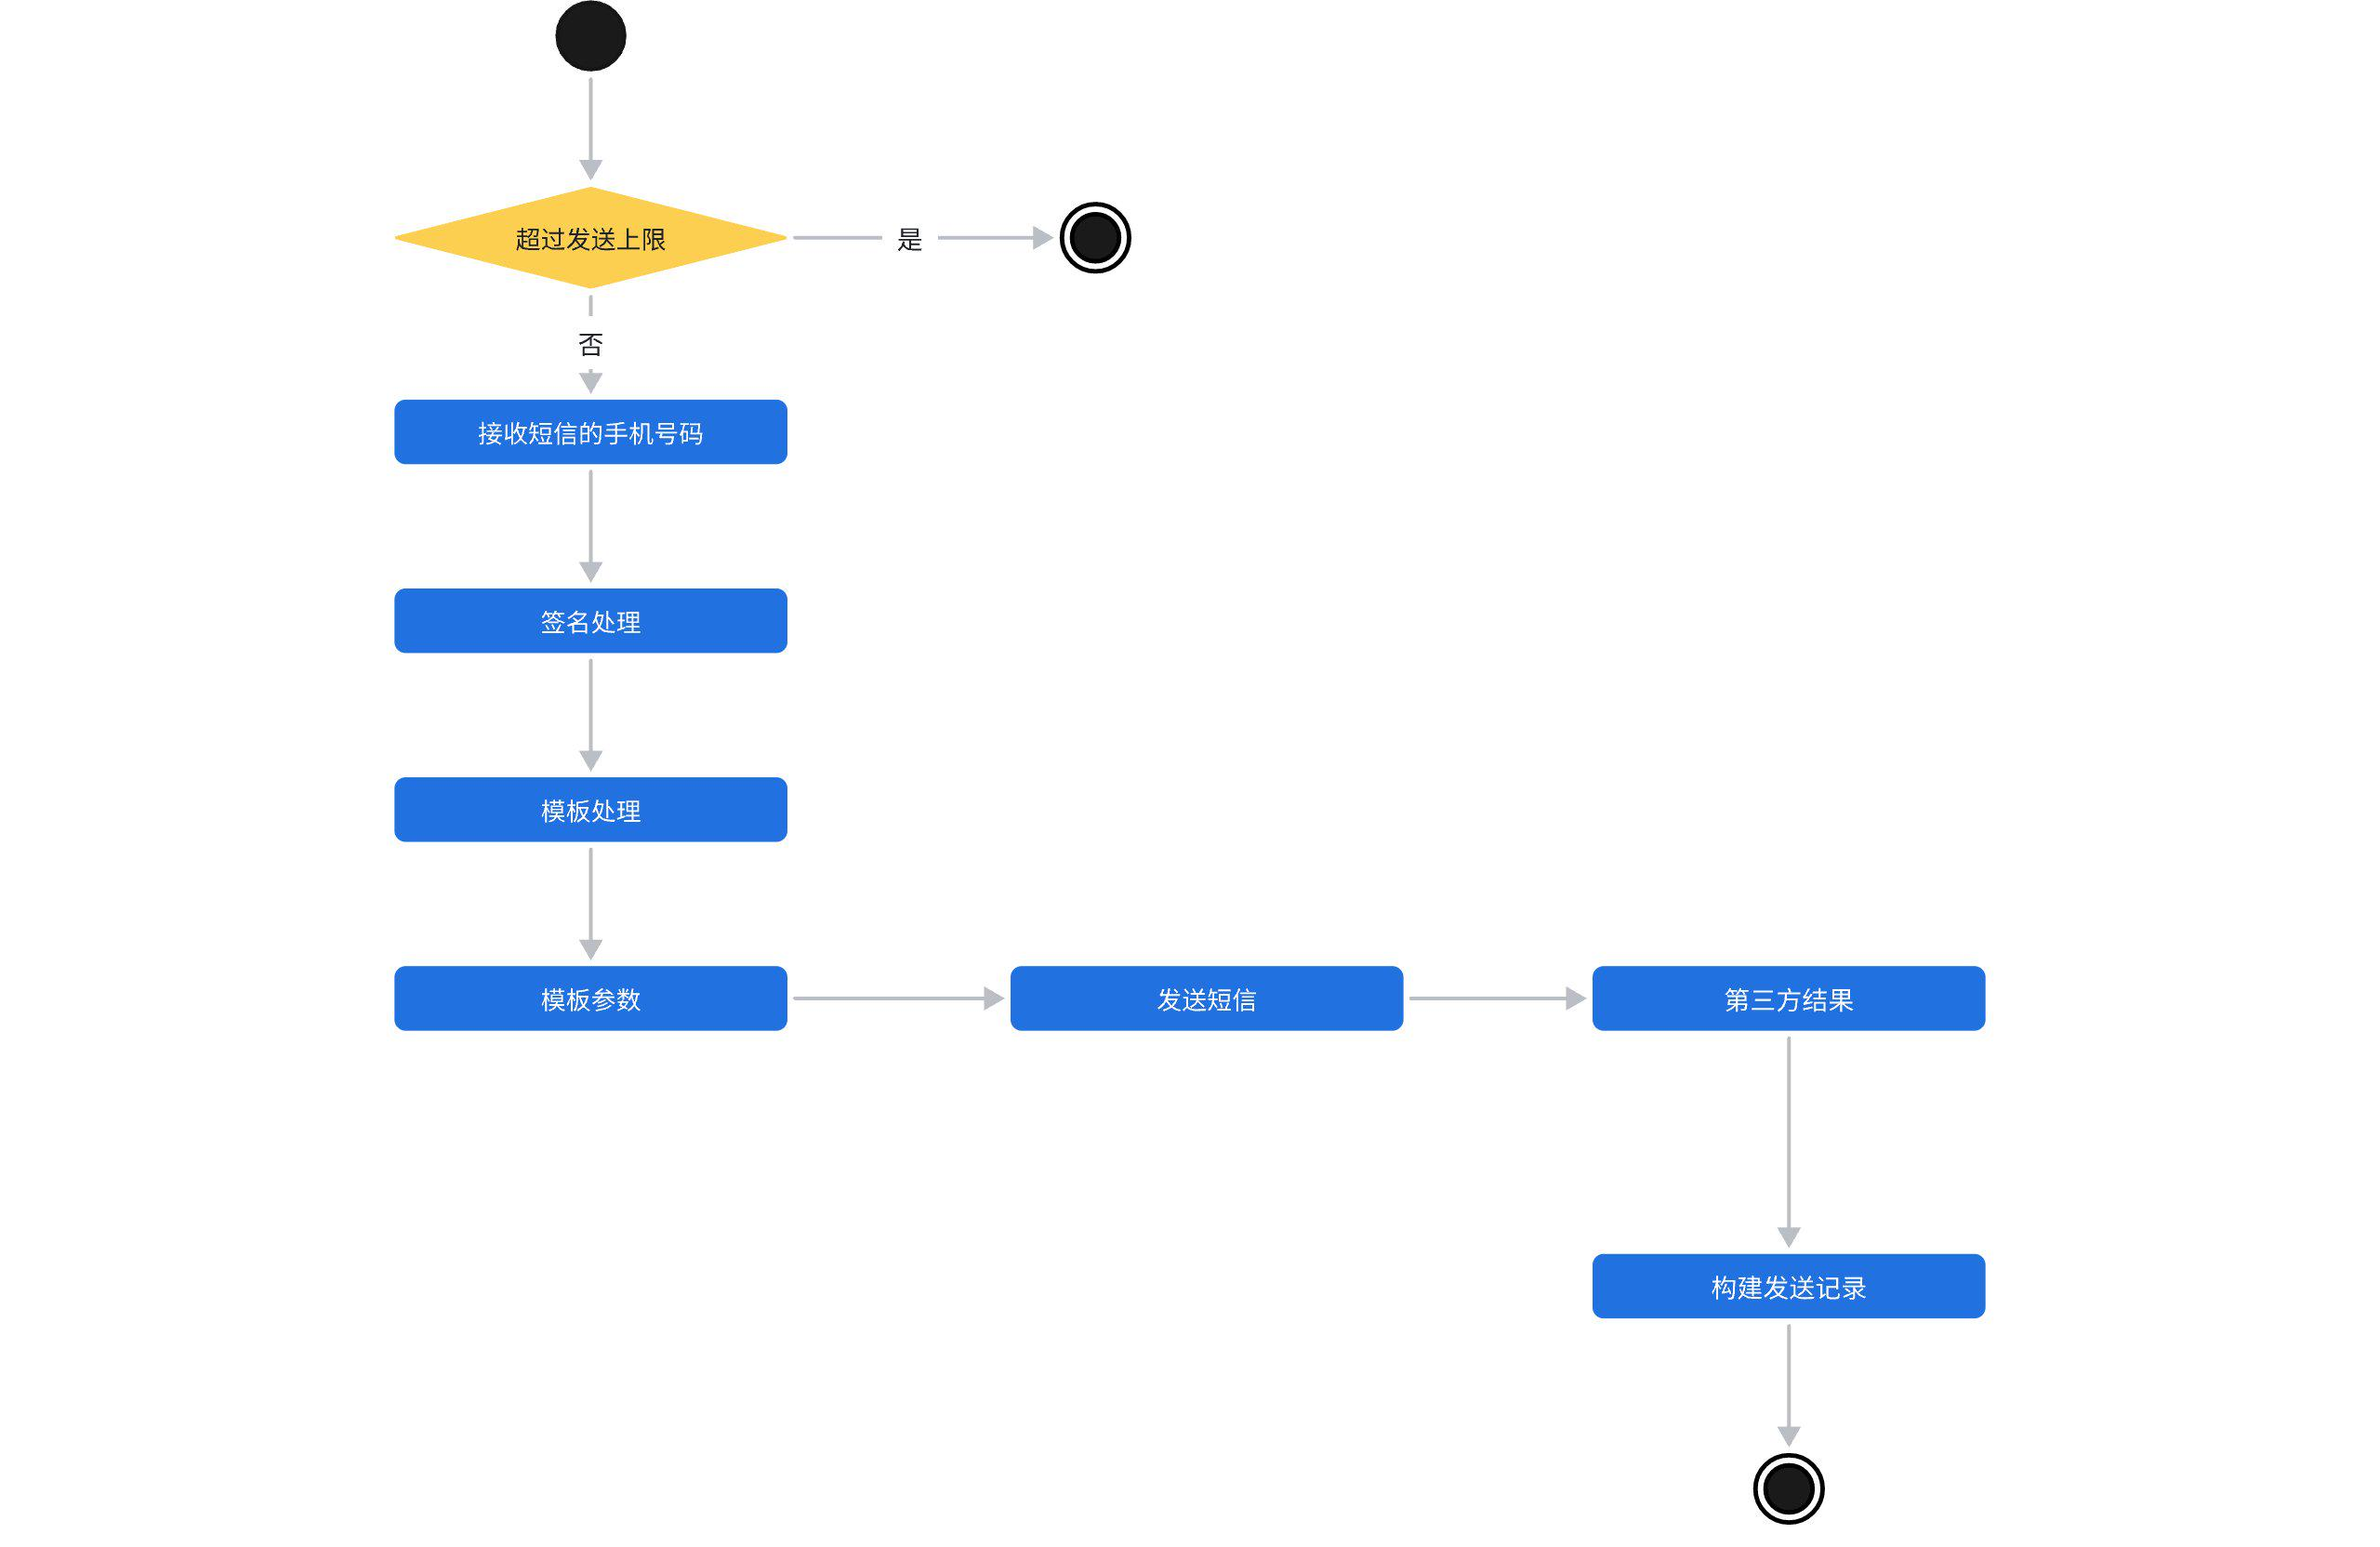 超过发送上限
是
否
接收短信的手机号码
签名处理
模板处理
模板参数
发送短信
第三方结果
构建发送记录